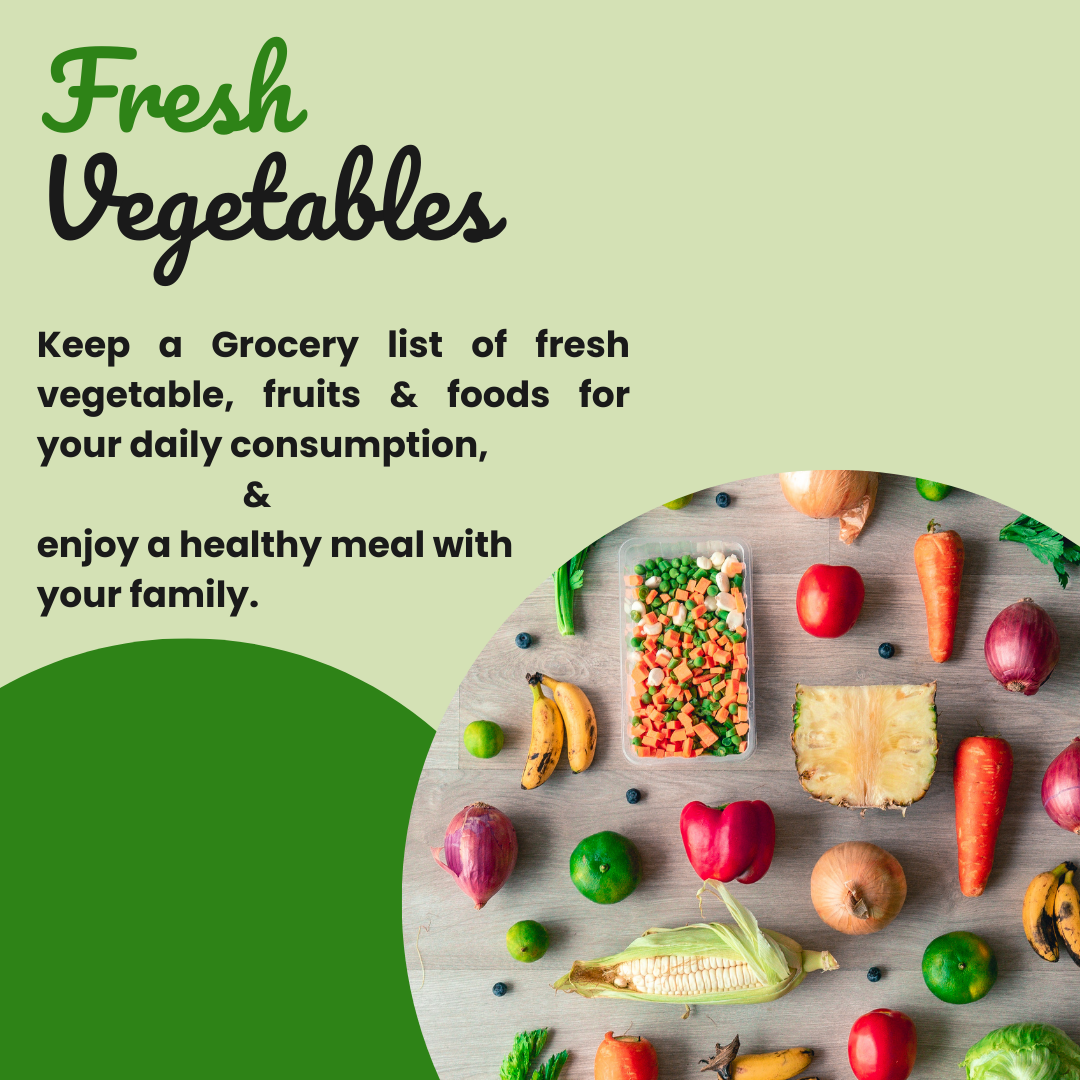 Fresh
Vegetables
Keep a Grocery list of fresh
vegetable, fruits & foods for
your daily consumption,
&
enjoy a healthy meal with
your family.